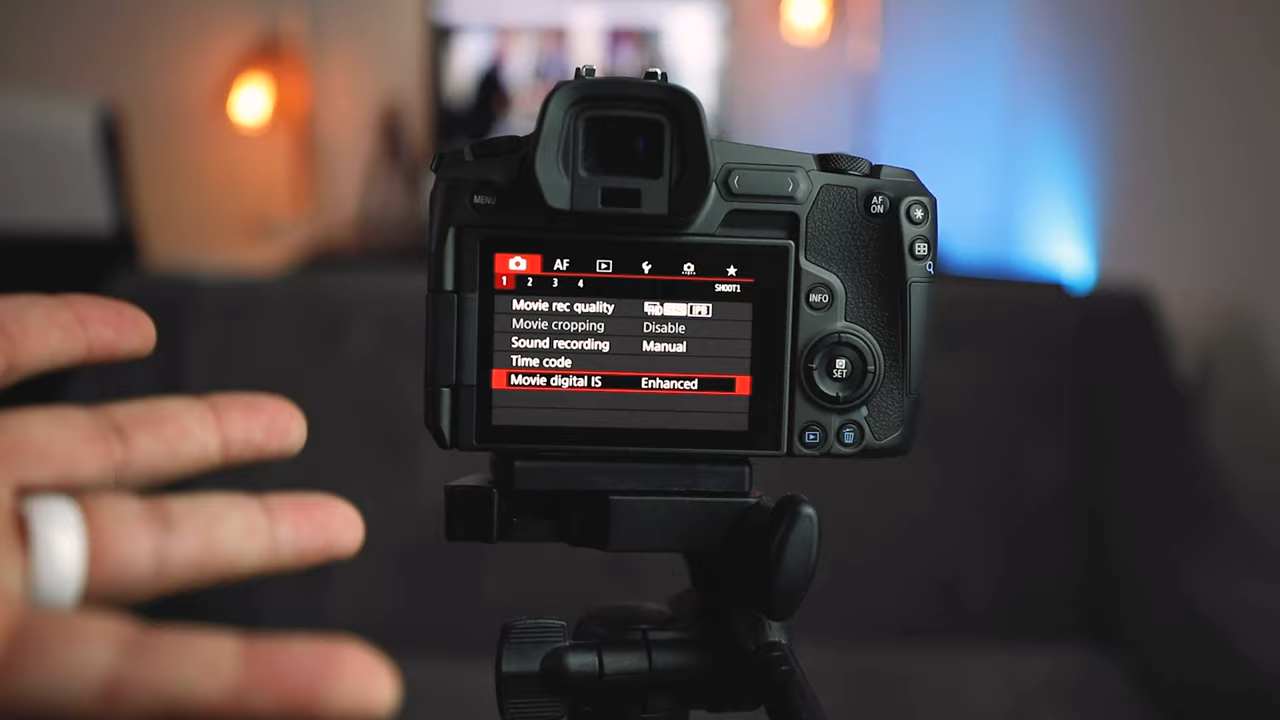 MENU
AF
ON
AF
1 2 3 4 SHOOT1
INFO
Movie rec quality IPB
Movie cropping Disable
Sound recording Manual
Time code
SET
Movie digital IS Enhanced